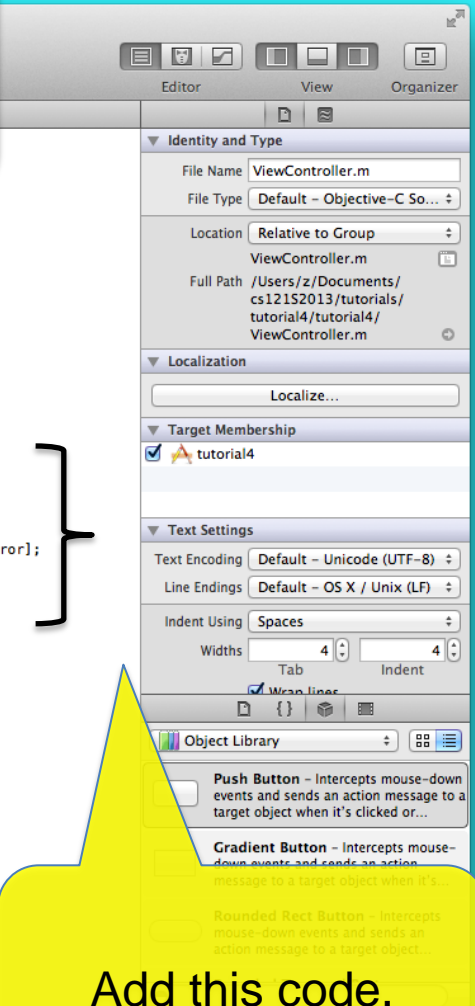 Editor View Organizer
Identity and Type
File Name ViewController.m
File Type Default - Objective-C So...
Location Relative to Group
ViewController.m
Full Path /Users/z/Documents/
cs121S2013/tutorials/
tutorial4/tutorial4/
ViewController.m
Localization
Localize...
Target Membership
tutorial4
ror];
Text Settings
Text Encoding Default - Unicode (UTF-8)
Line Endings Default - OS X / Unix (LF)
Indent Using Spaces
Widths 4 4
Tab Indent
Wrap lines
{}
Object Library
Push Button - Intercepts mouse-down
events and sends an action message to a
target object when it's clicked or...
Gradient Button - Intercepts mouse-
down events and sends an action
message to a target object when it's...
Rounded Rect Button - Intercepts
mouse-down events and sends an
action message to a target object...
Add this code.